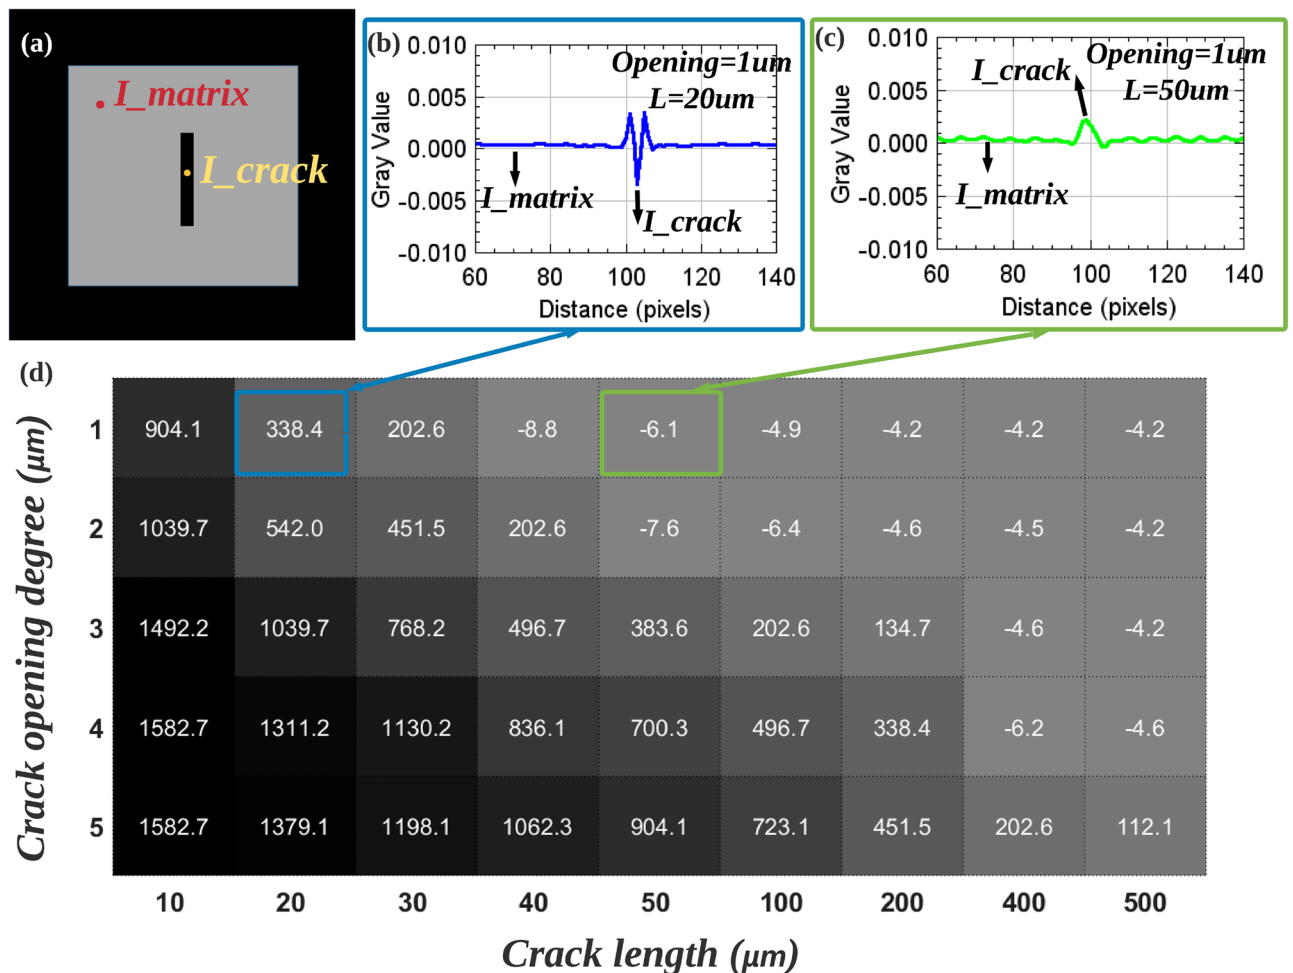 (a)
I_matrix
I_crack
(b)
0.010
0.005
0.000
-0.005
-0.010
Gray Value
Opening=1um
L=20um
I_matrix
I_crack
60 80 100 120 140
Distance (pixels)
(c)
0.010
0.005
0.000
-0.005
-0.010
Gray Value
Opening=1um
I_crack
L=50um
I_matrix
60 80 100 120 140
Distance (pixels)
(d)
Crack opening degree (μm)
1 904.1 338.4 202.6 -8.8 -6.1 -4.9 -4.2 -4.2 -4.2
2 1039.7 542.0 451.5 202.6 -7.6 -6.4 -4.6 -4.5 -4.2
3 1492.2 1039.7 768.2 496.7 383.6 202.6 134.7 -4.6 -4.2
4 1582.7 1311.2 1130.2 836.1 700.3 496.7 338.4 -6.2 -4.6
5 1582.7 1379.1 1198.1 1062.3 904.1 723.1 451.5 202.6 112.1
10 20 30 40 50 100 200 400 500
Crack length (μm)